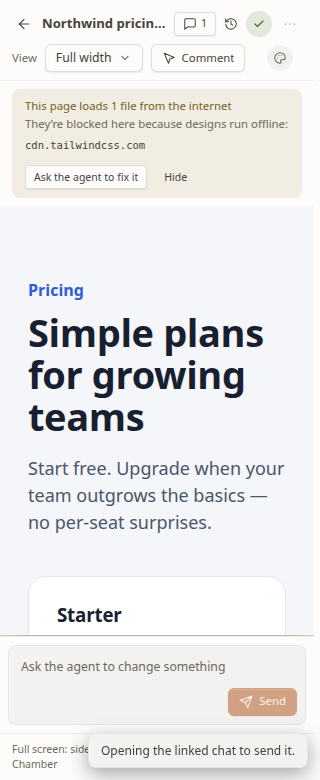 Northwind pricin...
1
View
Full width
Comment
This page loads 1 file from the internet
They're blocked here because designs run offline:
cdn.tailwindcss.com
Ask the agent to fix it
Hide
Pricing
Simple plans
for growing
teams
Start free. Upgrade when your
team outgrows the basics —
no per-seat surprises.
Starter
Ask the agent to change something
Send
Full screen: side
Chamber
Opening the linked chat to send it.